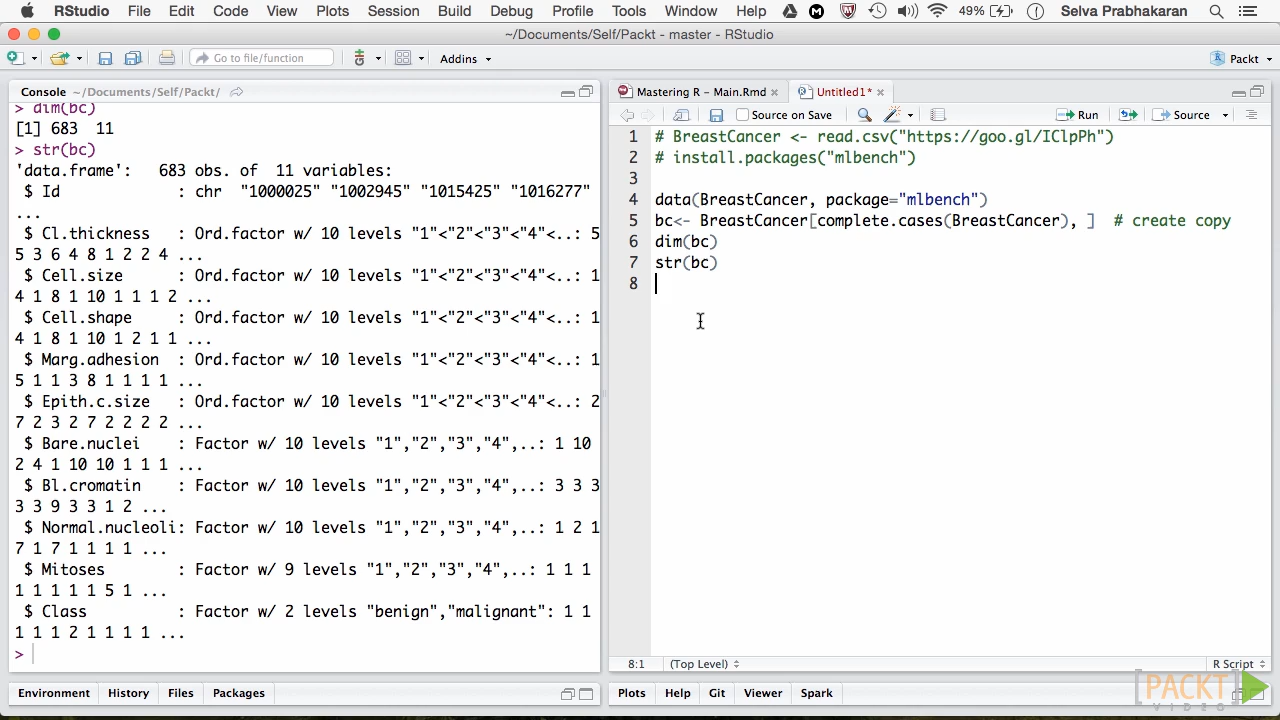 RStudio File Edit Code View Plots Session Build Debug Profile Tools Window Help 49% Selva Prabhakaran
~/Documents/Self/Packt - master - RStudio
Go to file/function Addins Packt
Console ~/Documents/Self/Packt/
> dim(bc)
[1] 683  11
> str(bc)
'data.frame':   683 obs. of  11 variables:
 $ Id             : chr  "1000025" "1002945" "1015425" "1016277"
...
 $ Cl.thickness   : Ord.factor w/ 10 levels "1"<"2"<"3"<"4"<..: 5
5 3 6 4 8 1 2 2 4 ...
 $ Cell.size      : Ord.factor w/ 10 levels "1"<"2"<"3"<"4"<..: 1
4 1 8 1 10 1 1 1 2 ...
 $ Cell.shape     : Ord.factor w/ 10 levels "1"<"2"<"3"<"4"<..: 1
4 1 8 1 10 1 2 1 1 ...
 $ Marg.adhesion  : Ord.factor w/ 10 levels "1"<"2"<"3"<"4"<..: 1
5 1 1 3 8 1 1 1 1 ...
 $ Epith.c.size   : Ord.factor w/ 10 levels "1"<"2"<"3"<"4"<..: 2
7 2 3 2 7 2 2 2 2 ...
 $ Bare.nuclei    : Factor w/ 10 levels "1","2","3","4",..: 1 10
2 4 1 10 10 1 1 1 ...
 $ Bl.cromatin    : Factor w/ 10 levels "1","2","3","4",..: 3 3 3
3 3 9 3 3 1 2 ...
 $ Normal.nucleoli: Factor w/ 10 levels "1","2","3","4",..: 1 2 1
7 1 7 1 1 1 1 ...
 $ Mitoses        : Factor w/ 9 levels "1","2","3","4",..: 1 1 1
1 1 1 1 1 5 1 ...
 $ Class          : Factor w/ 2 levels "benign","malignant": 1 1
1 1 1 2 1 1 1 1 ...
>
Environment History Files Packages
Mastering R - Main.Rmd Untitled1*
Source on Save Run Source
1 # BreastCancer <- read.csv("https://goo.gl/IClpPh")
2 # install.packages("mlbench")
3
4 data(BreastCancer, package="mlbench")
5 bc<- BreastCancer[complete.cases(BreastCancer), ]  # create copy
6 dim(bc)
7 str(bc)
8
8:1 (Top Level) R Script
Plots Help Git Viewer Spark
PACKT
VIDEO